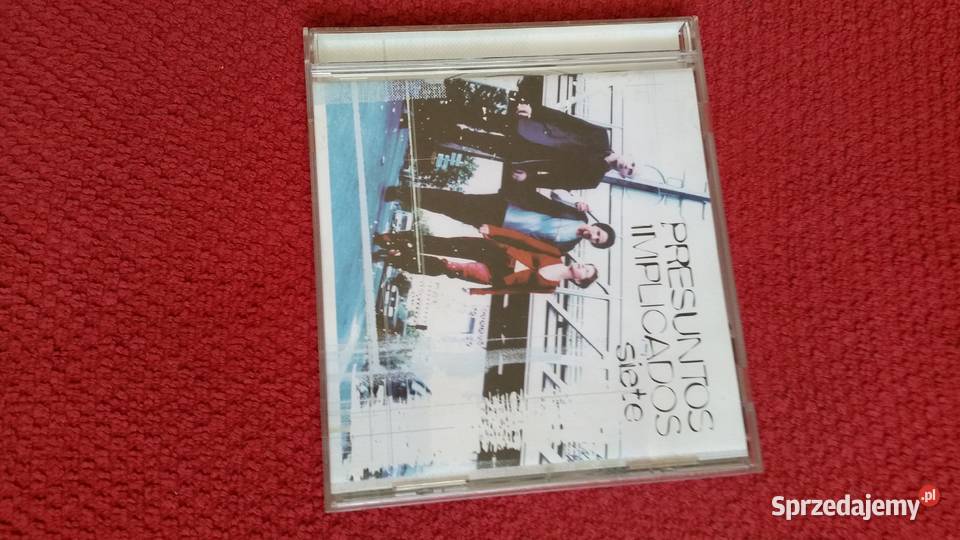 PRESUNTOS
IMPLICADOS
siete
Sprzedajemy.pl